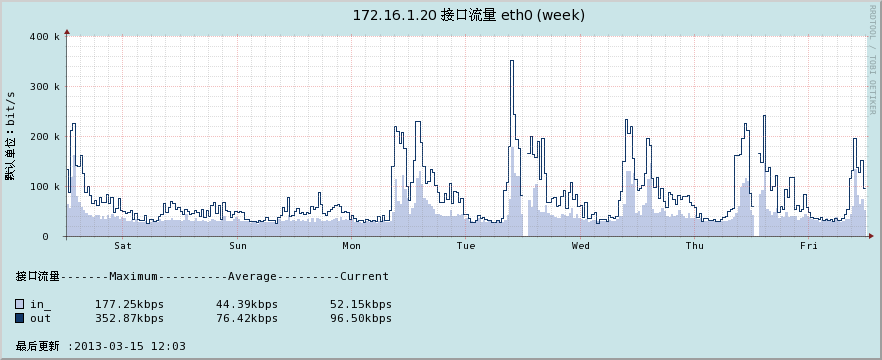 172.16.1.20 接口流量 eth0 (week)
RRDTOOL / TOBI OETIKER
默认单位：bit/s
400 k
300 k
200 k
100 k
0
Sat Sun Mon Tue Wed Thu Fri
接口流量-------Maximum----------Average---------Current
in_ 177.25kbps 44.39kbps 52.15kbps
out 352.87kbps 76.42kbps 96.50kbps
最后更新 :2013-03-15 12:03